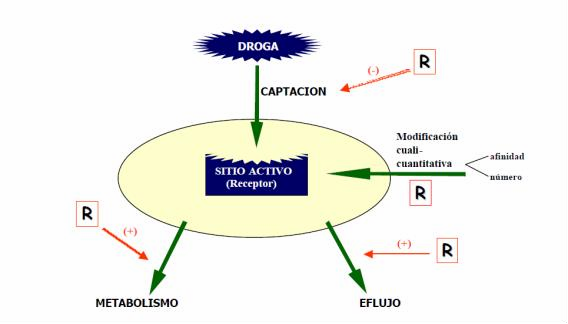 DROGA
R
(-)
CAPTACION
Modificación
cuali-
cuantitativa
afinidad
número
R
SITIO ACTIVO
(Receptor)
R
(+)
(+)
R
METABOLISMO
EFLUJO